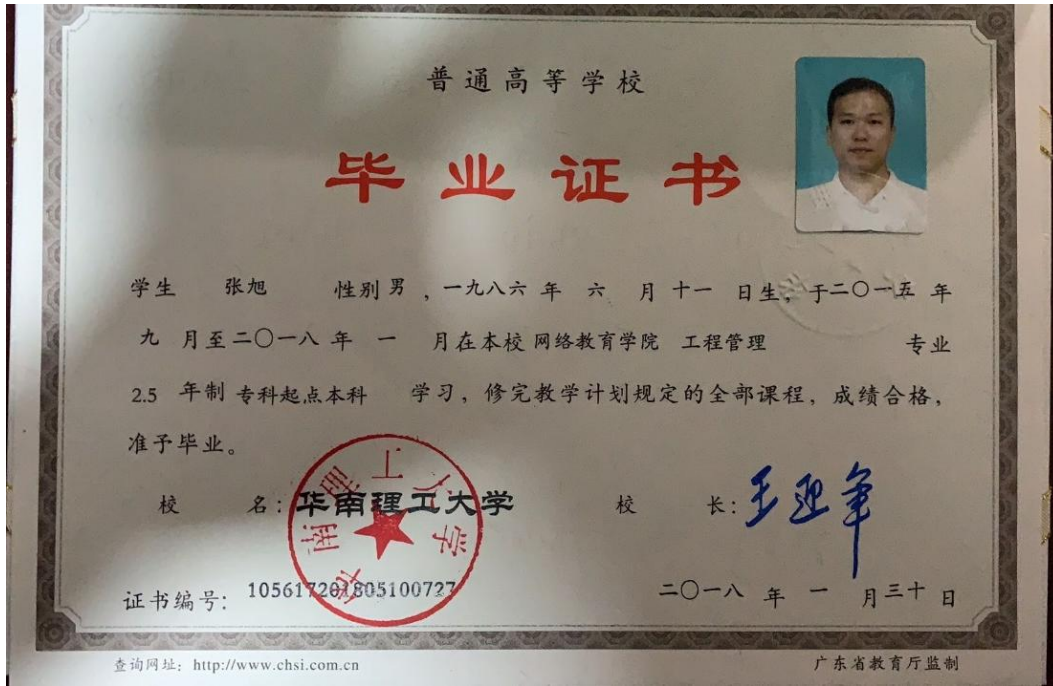 普通高等学校
毕业证书
学生 张旭 性别 男 ，一九八六 年 六 月 十一 日生，于二〇一五 年
九 月至二〇一八 年 一 月在本校 网络教育学院 工程管理 专业
2.5 年制 专科起点本科 学习，修完教学计划规定的全部课程，成绩合格，
准予毕业。
校 名：华南理工大学 校 长：王迎军
华南理工大学
证书编号：105617201805100727 二〇一八 年 一 月三十 日
查询网址：http://www.chsi.com.cn 广东省教育厅监制